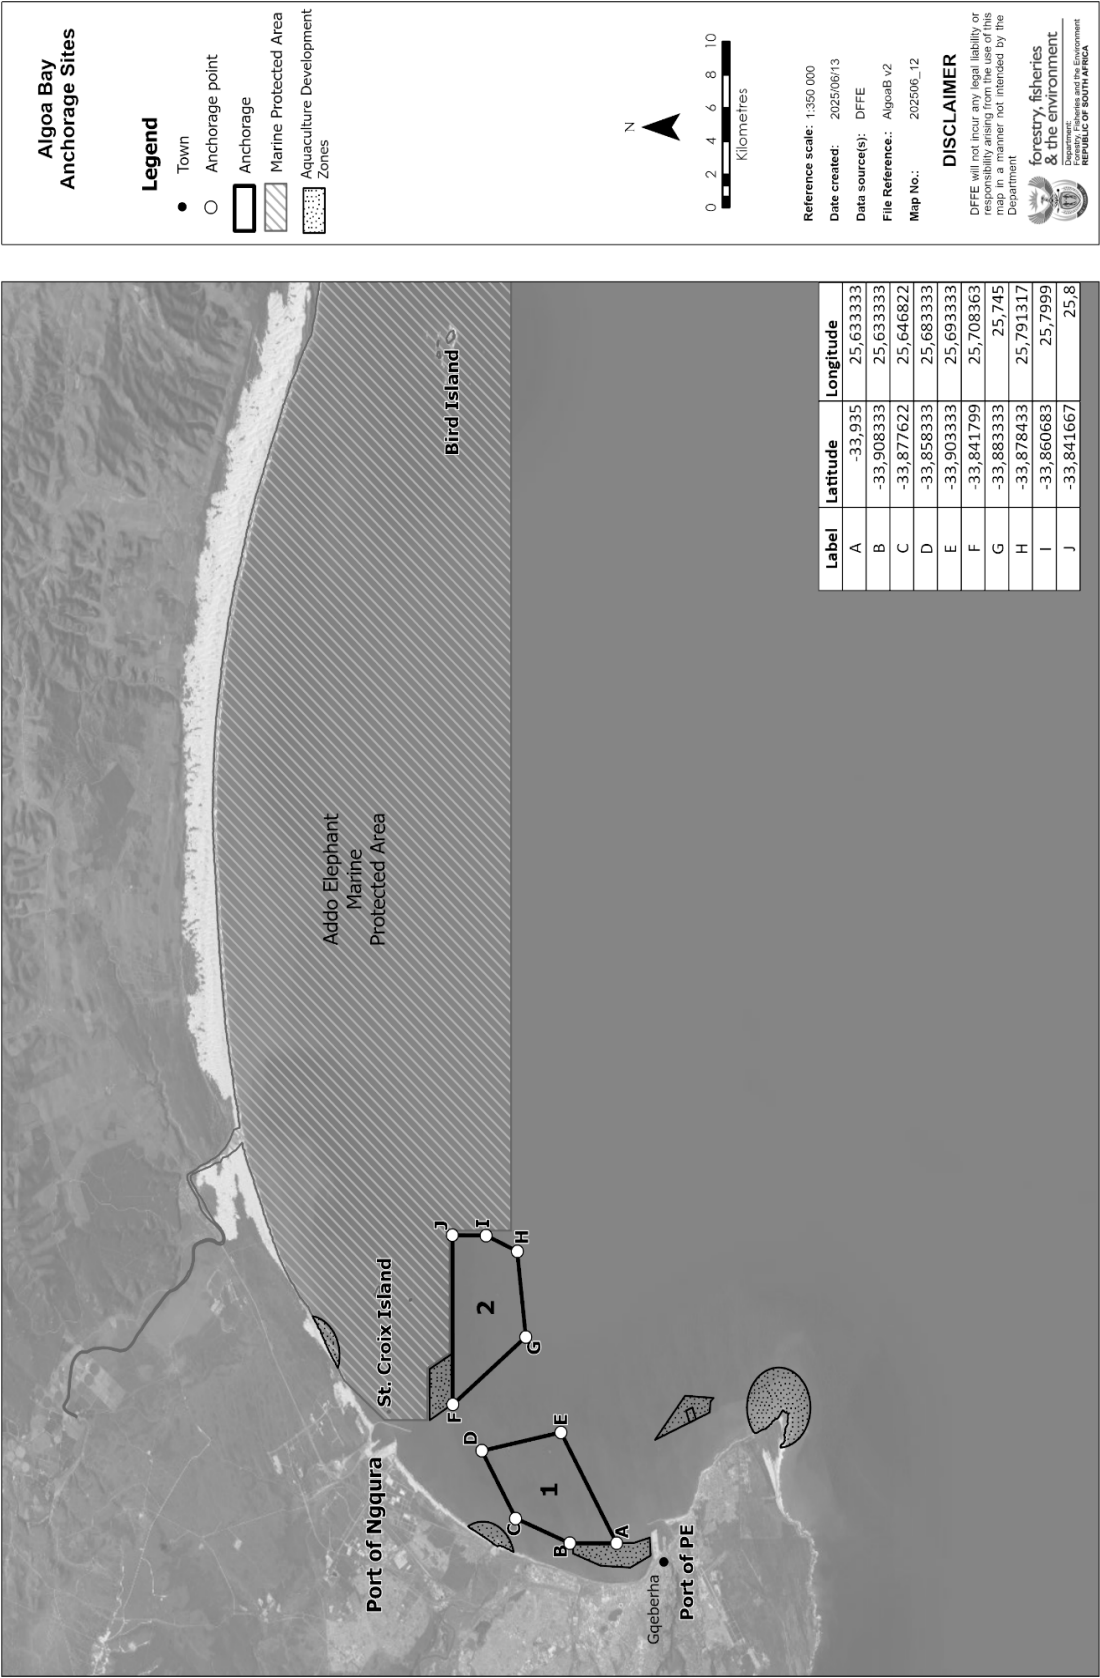 Algoa Bay
Anchorage Sites
Legend
Town
Anchorage point
Anchorage
Marine Protected Area
Aquaculture Development
Zones
N
0 2 4 6 8 10
Kilometres
Reference scale: 1:350 000
Date created: 2025/06/13
Data source(s): DFFE
File Reference.: AlgoaB v2
Map No.: 202506_12
DISCLAIMER
DFFE will not incur any legal liability or
responsibility arising from the use of this
map in a manner not intended by the
Department
forestry, fisheries
& the environment
Department:
Forestry, Fisheries and the Environment
REPUBLIC OF SOUTH AFRICA
Addo Elephant
Marine
Protected Area
Bird Island
St. Croix Island
Port of Ngqura
Gqeberha
Port of PE
1
2
A
B
C
D
E
F
G
H
I
J
Label Latitude Longitude
A -33,935 25,633333
B -33,908333 25,633333
C -33,877622 25,646822
D -33,858333 25,683333
E -33,903333 25,693333
F -33,841799 25,708363
G -33,883333 25,745
H -33,878433 25,791317
I -33,860683 25,7999
J -33,841667 25,8